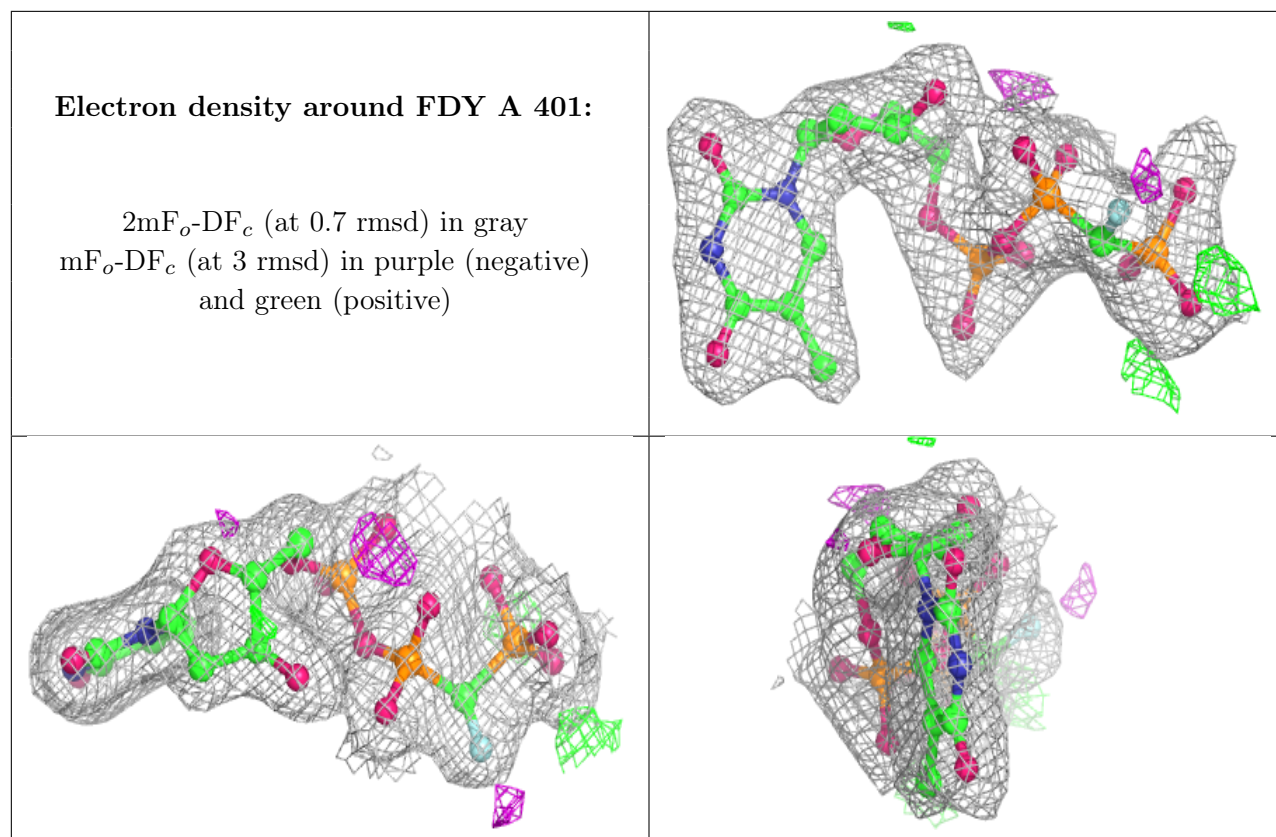 Electron density around FDY A 401:
2mFo-DFc (at 0.7 rmsd) in gray
mFo-DFc (at 3 rmsd) in purple (negative)
and green (positive)